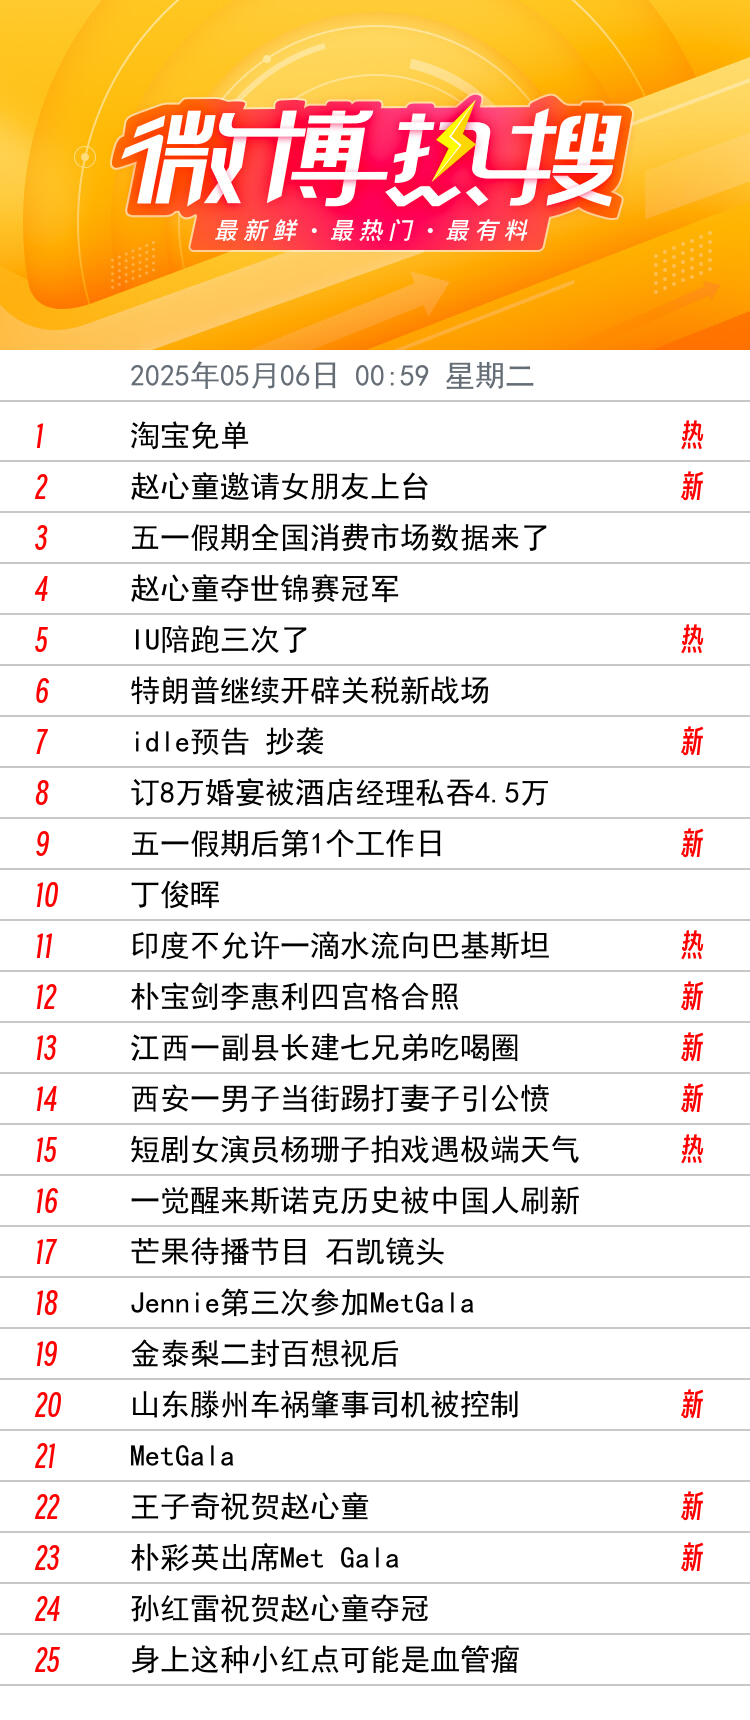 微博热搜
最新鲜·最热门·最有料
2025年05月06日 00:59 星期二
1 淘宝免单 热
2 赵心童邀请女朋友上台 新
3 五一假期全国消费市场数据来了
4 赵心童夺世锦赛冠军
5 IU陪跑三次了 热
6 特朗普继续开辟关税新战场
7 idle预告 抄袭 新
8 订8万婚宴被酒店经理私吞4.5万
9 五一假期后第1个工作日 新
10 丁俊晖
11 印度不允许一滴水流向巴基斯坦 热
12 朴宝剑李惠利四宫格合照 新
13 江西一副县长建七兄弟吃喝圈 新
14 西安一男子当街踢打妻子引公愤 新
15 短剧女演员杨珊子拍戏遇极端天气 热
16 一觉醒来斯诺克历史被中国人刷新
17 芒果待播节目 石凯镜头
18 Jennie第三次参加MetGala
19 金泰梨二封百想视后
20 山东滕州车祸肇事司机被控制 新
21 MetGala
22 王子奇祝贺赵心童 新
23 朴彩英出席Met Gala 新
24 孙红雷祝贺赵心童夺冠
25 身上这种小红点可能是血管瘤